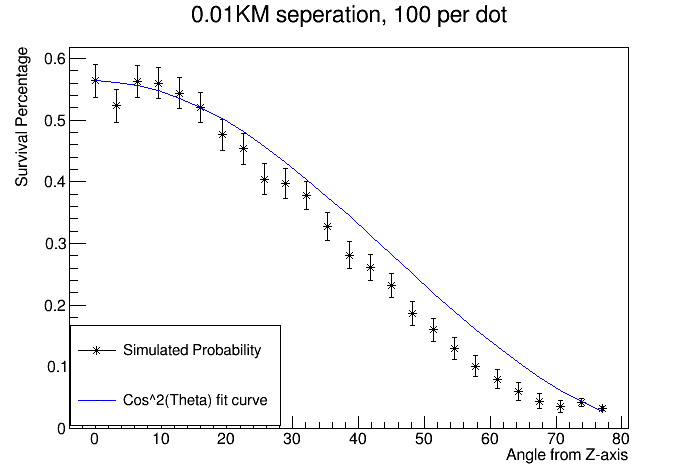 0.01KM seperation, 100 per dot
Survival Percentage
0.6
0.5
0.4
0.3
0.2
0.1
0
Simulated Probability
Cos^2(Theta) fit curve
0 10 20 30 40 50 60 70 80
Angle from Z-axis